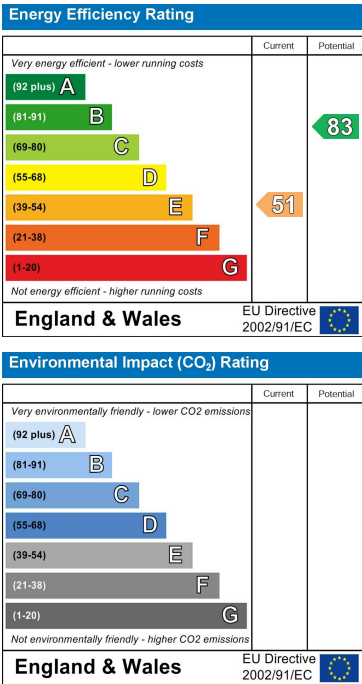 Energy Efficiency Rating
Current Potential
Very energy efficient - lower running costs
(92 plus) A
(81-91) B
83
(69-80) C
(55-68) D
(39-54) E
51
(21-38) F
(1-20) G
Not energy efficient - higher running costs
England & Wales
EU Directive
2002/91/EC
Environmental Impact (CO₂) Rating
Current Potential
Very environmentally friendly - lower CO2 emissions
(92 plus) A
(81-91) B
(69-80) C
(55-68) D
(39-54) E
(21-38) F
(1-20) G
Not environmentally friendly - higher CO2 emissions
England & Wales
EU Directive
2002/91/EC